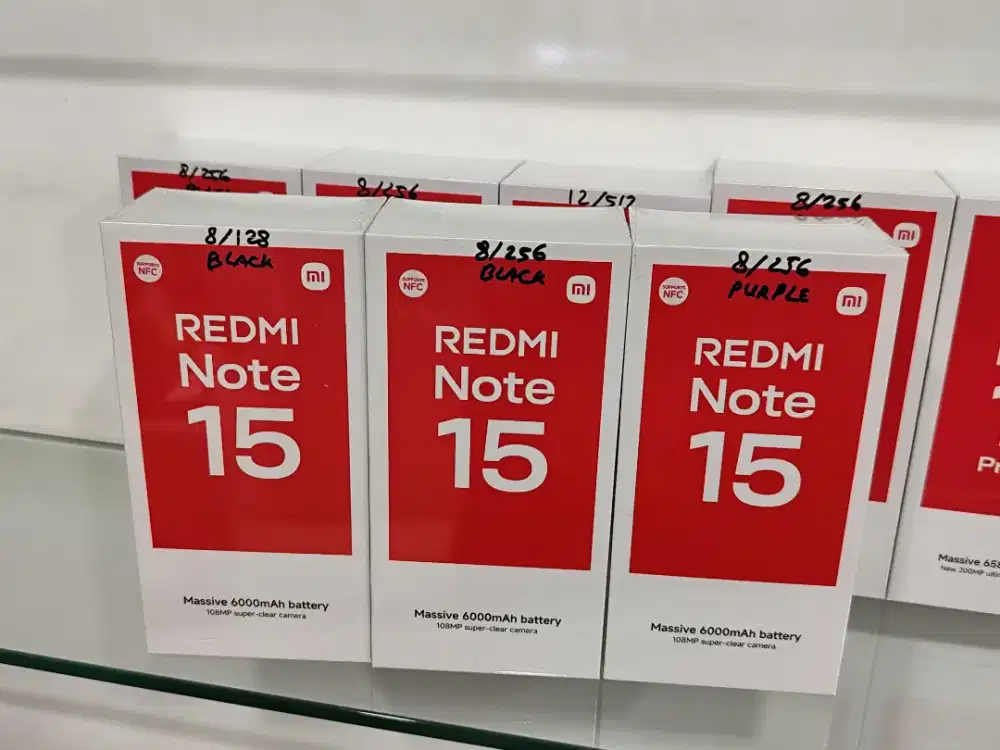 8/256
8/256
12/512
8/256
mi
8/128
BLACK
SUPPORTS
NFC
mi
REDMI
Note
15
Massive 6000mAh battery
108MP super-clear camera
8/256
BLACK
SUPPORTS
NFC
mi
REDMI
Note
15
Massive 6000mAh battery
108MP super-clear camera
8/256
PURPLE
SUPPORTS
NFC
mi
REDMI
Note
15
Massive 6000mAh battery
108MP super-clear camera
Massive 658
New 200MP